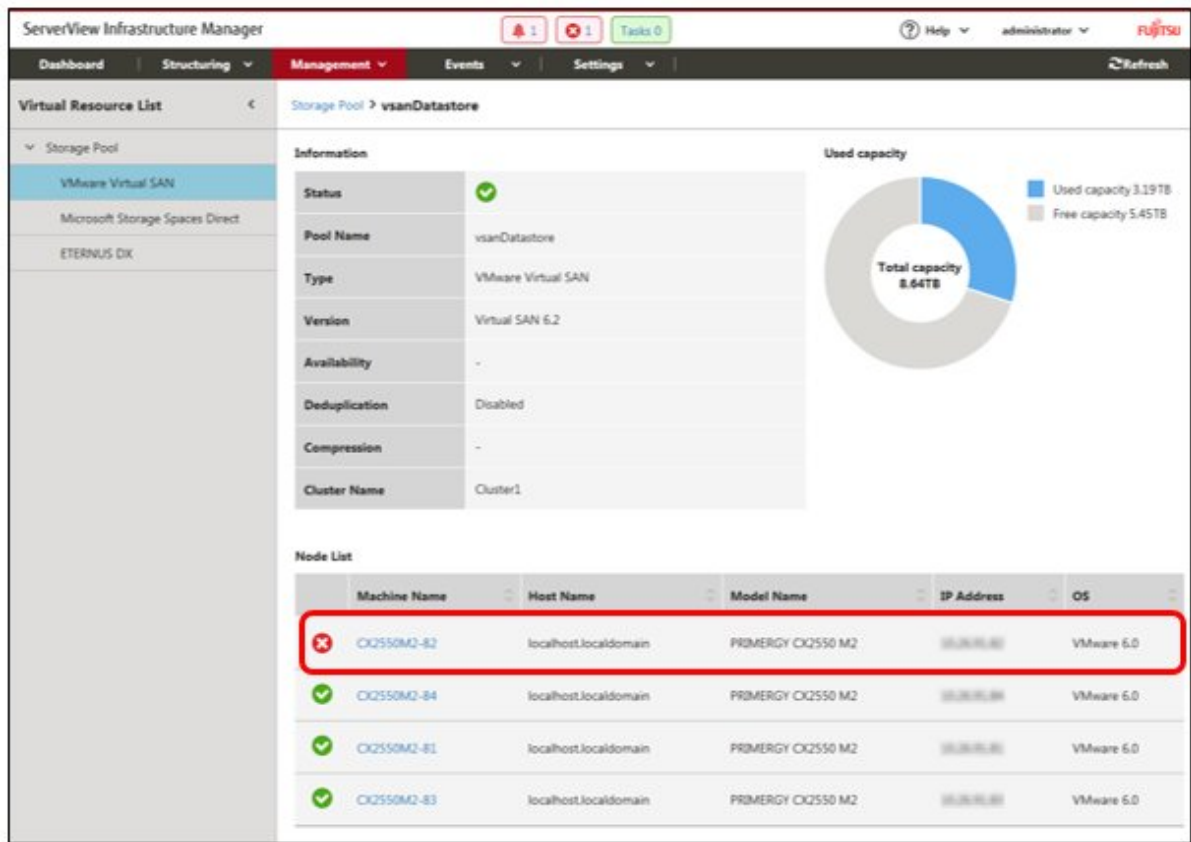 ServerView Infrastructure Manager 1 1 Tasks 0 Help administrator FUJITSU
Dashboard Structuring Management Events Settings Refresh
Virtual Resource List
Storage Pool
VMware Virtual SAN
Microsoft Storage Spaces Direct
ETERNUS DX
Storage Pool > vsanDatastore
Information
Status
Pool Name vsanDatastore
Type VMware Virtual SAN
Version Virtual SAN 6.2
Availability -
Deduplication Disabled
Compression -
Cluster Name Cluster1
Used capacity
Used capacity 3.19TB
Free capacity 5.45TB
Total capacity
8.64TB
Node List
Machine Name Host Name Model Name IP Address OS
CX2550M2-82 localhost.localdomain PRIMERGY CX2550 M2 VMware 6.0
CX2550M2-84 localhost.localdomain PRIMERGY CX2550 M2 VMware 6.0
CX2550M2-81 localhost.localdomain PRIMERGY CX2550 M2 VMware 6.0
CX2550M2-83 localhost.localdomain PRIMERGY CX2550 M2 VMware 6.0